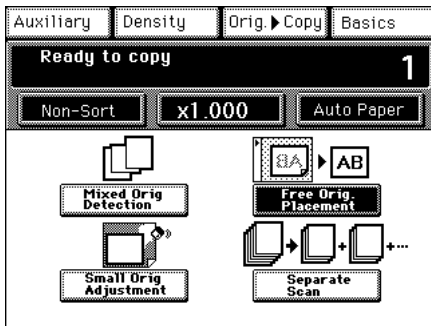 Auxiliary Density Orig.▶Copy Basics
Ready to copy 1
Non-Sort x1.000 Auto Paper
AB AB
Mixed Orig Detection
Free Orig. Placement
Small Orig Adjustment
Separate Scan